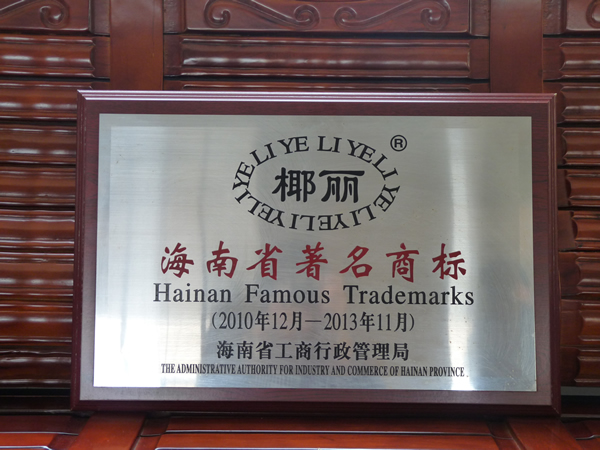 YE LI YE LI YE LI YE LI YE LI YE LI
®
椰丽
海南省著名商标
Hainan Famous Trademarks
(2010年12月—2013年11月)
海南省工商行政管理局
THE ADMINISTRATIVE AUTHORITY FOR INDUSTRY AND COMMERCE OF HAINAN PROVINCE